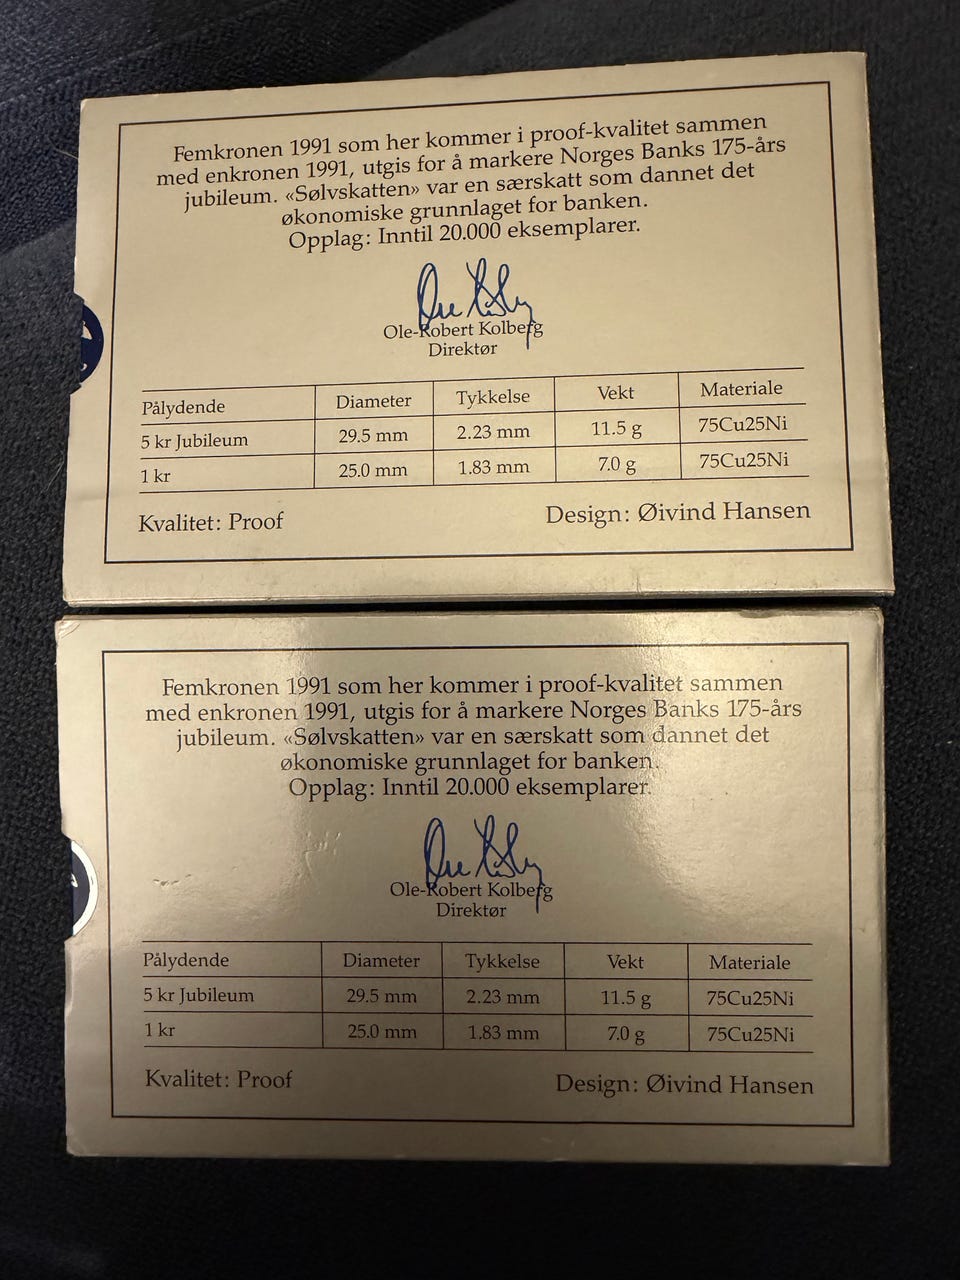 Femkronen 1991 som her kommer i proof-kvalitet sammen
med enkronen 1991, utgis for å markere Norges Banks 175-års
jubileum. «Sølvskatten» var en særskatt som dannet det
økonomiske grunnlaget for banken.
Opplag: Inntil 20.000 eksemplarer.
Ole-Robert Kolberg
Direktør
Pålydende Diameter Tykkelse Vekt Materiale
5 kr Jubileum 29.5 mm 2.23 mm 11.5 g 75Cu25Ni
1 kr 25.0 mm 1.83 mm 7.0 g 75Cu25Ni
Kvalitet: Proof Design: Øivind Hansen
Femkronen 1991 som her kommer i proof-kvalitet sammen
med enkronen 1991, utgis for å markere Norges Banks 175-års
jubileum. «Sølvskatten» var en særskatt som dannet det
økonomiske grunnlaget for banken.
Opplag: Inntil 20.000 eksemplarer.
Ole-Robert Kolberg
Direktør
Pålydende Diameter Tykkelse Vekt Materiale
5 kr Jubileum 29.5 mm 2.23 mm 11.5 g 75Cu25Ni
1 kr 25.0 mm 1.83 mm 7.0 g 75Cu25Ni
Kvalitet: Proof Design: Øivind Hansen